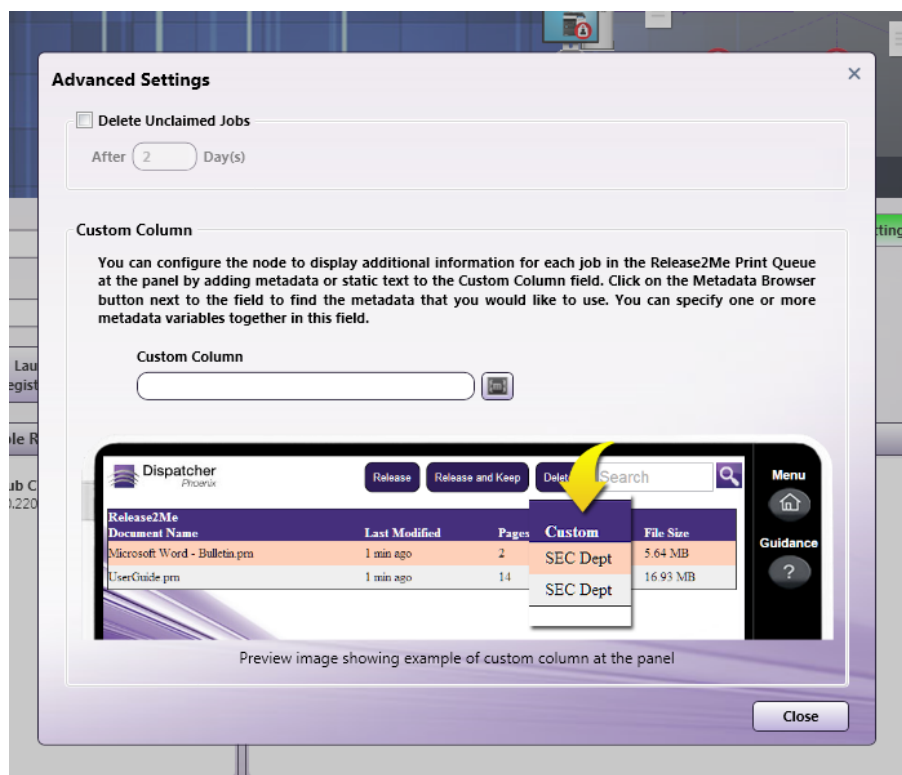 Advanced Settings
Delete Unclaimed Jobs
After 2 Day(s)
Custom Column
You can configure the node to display additional information for each job in the Release2Me Print Queue
at the panel by adding metadata or static text to the Custom Column field. Click on the Metadata Browser
button next to the field to find the metadata that you would like to use. You can specify one or more
metadata variables together in this field.
Custom Column
Dispatcher
Phoenix
Release Release and Keep Search
Menu
Release2Me
Document Name Last Modified Pages Custom File Size
Guidance
Microsoft Word - Bulletin.prn 1 min ago 2 SEC Dept 5.64 MB
UserGuide.prn 1 min ago 14 SEC Dept 16.93 MB
?
Preview image showing example of custom column at the panel
Close